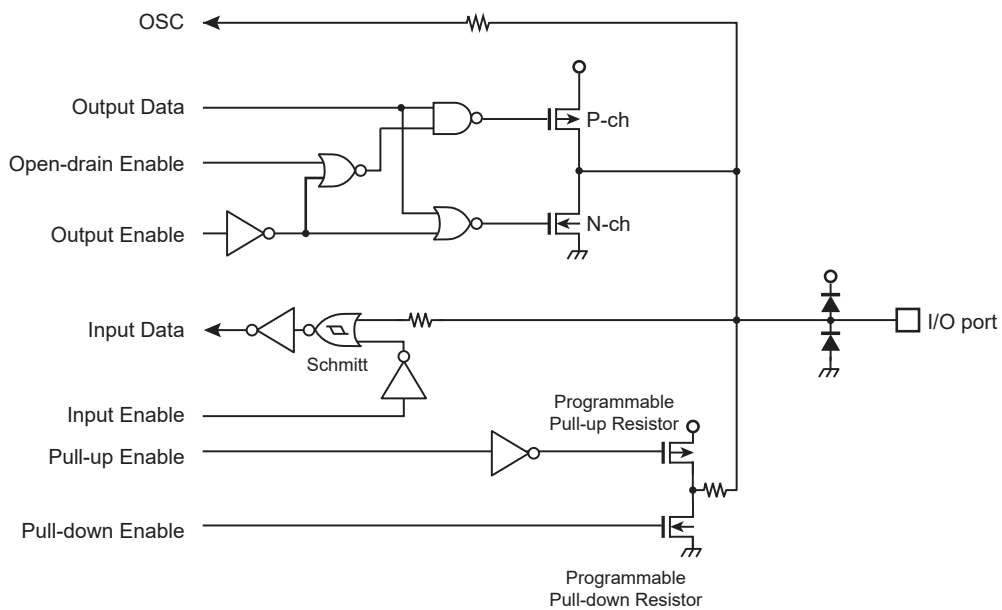 OSC
Output Data
P-ch
Open-drain Enable
N-ch
Output Enable
I/O port
Input Data
Schmitt
Input Enable
Programmable
Pull-up Resistor
Pull-up Enable
Pull-down Enable
Programmable
Pull-down Resistor